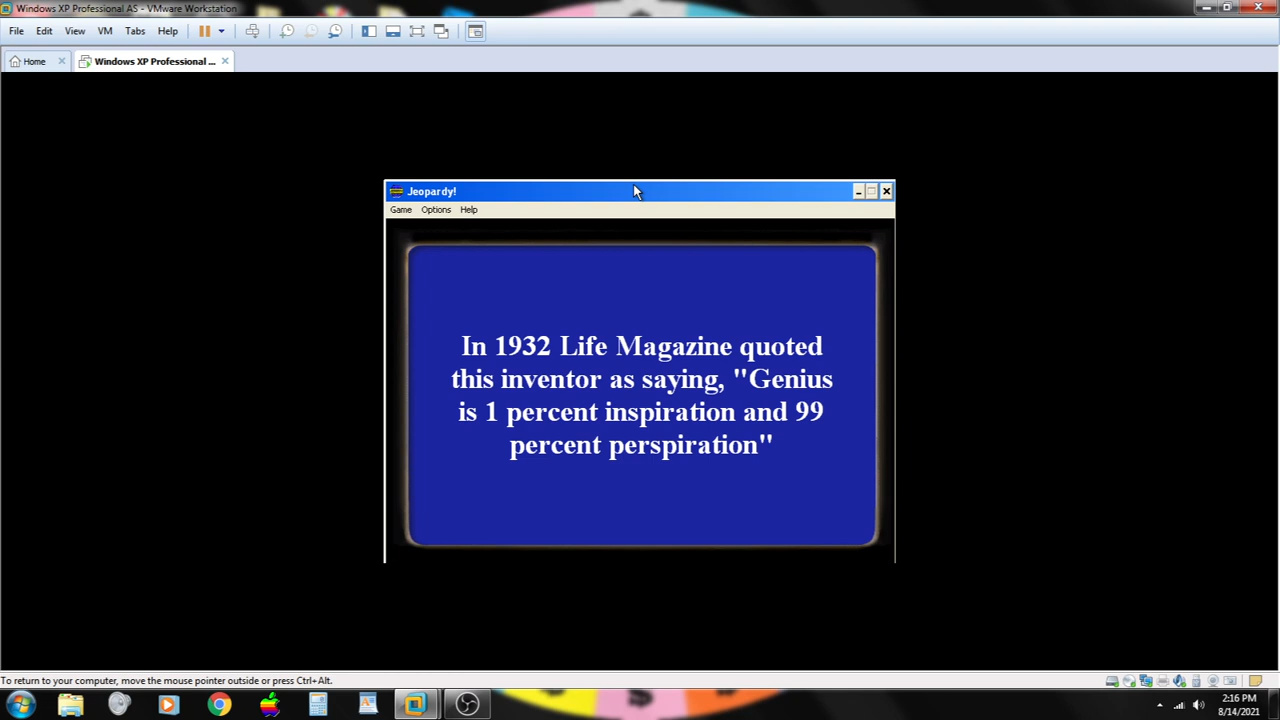 Windows XP Professional AS - VMware Workstation
File Edit View VM Tabs Help
Home Windows XP Professional ...
Jeopardy!
Game Options Help
In 1932 Life Magazine quoted
this inventor as saying, "Genius
is 1 percent inspiration and 99
percent perspiration"
To return to your computer, move the mouse pointer outside or press Ctrl+Alt.
2:16 PM
8/14/2021